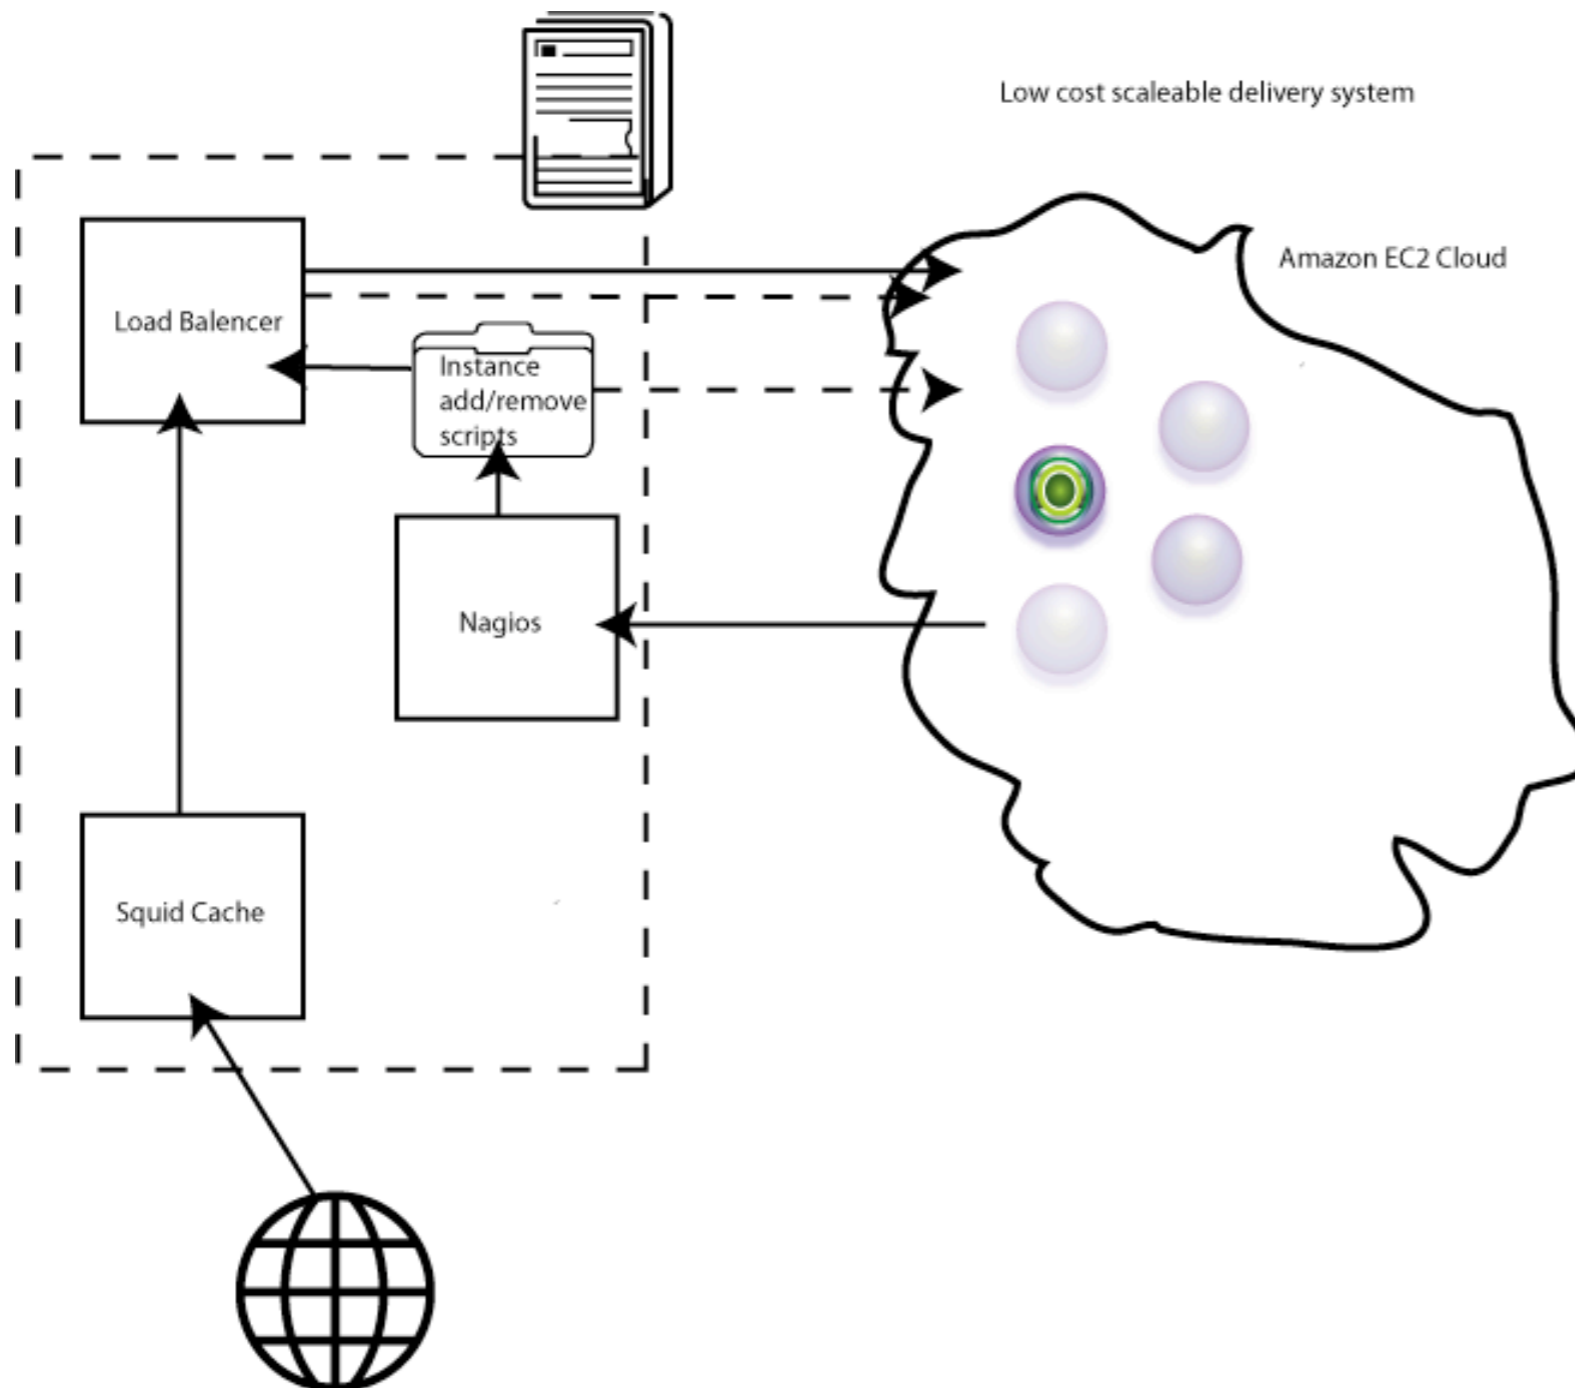 Low cost scaleable delivery system
Amazon EC2 Cloud
Load Balencer
Instance
add/remove
scripts
Nagios
Squid Cache